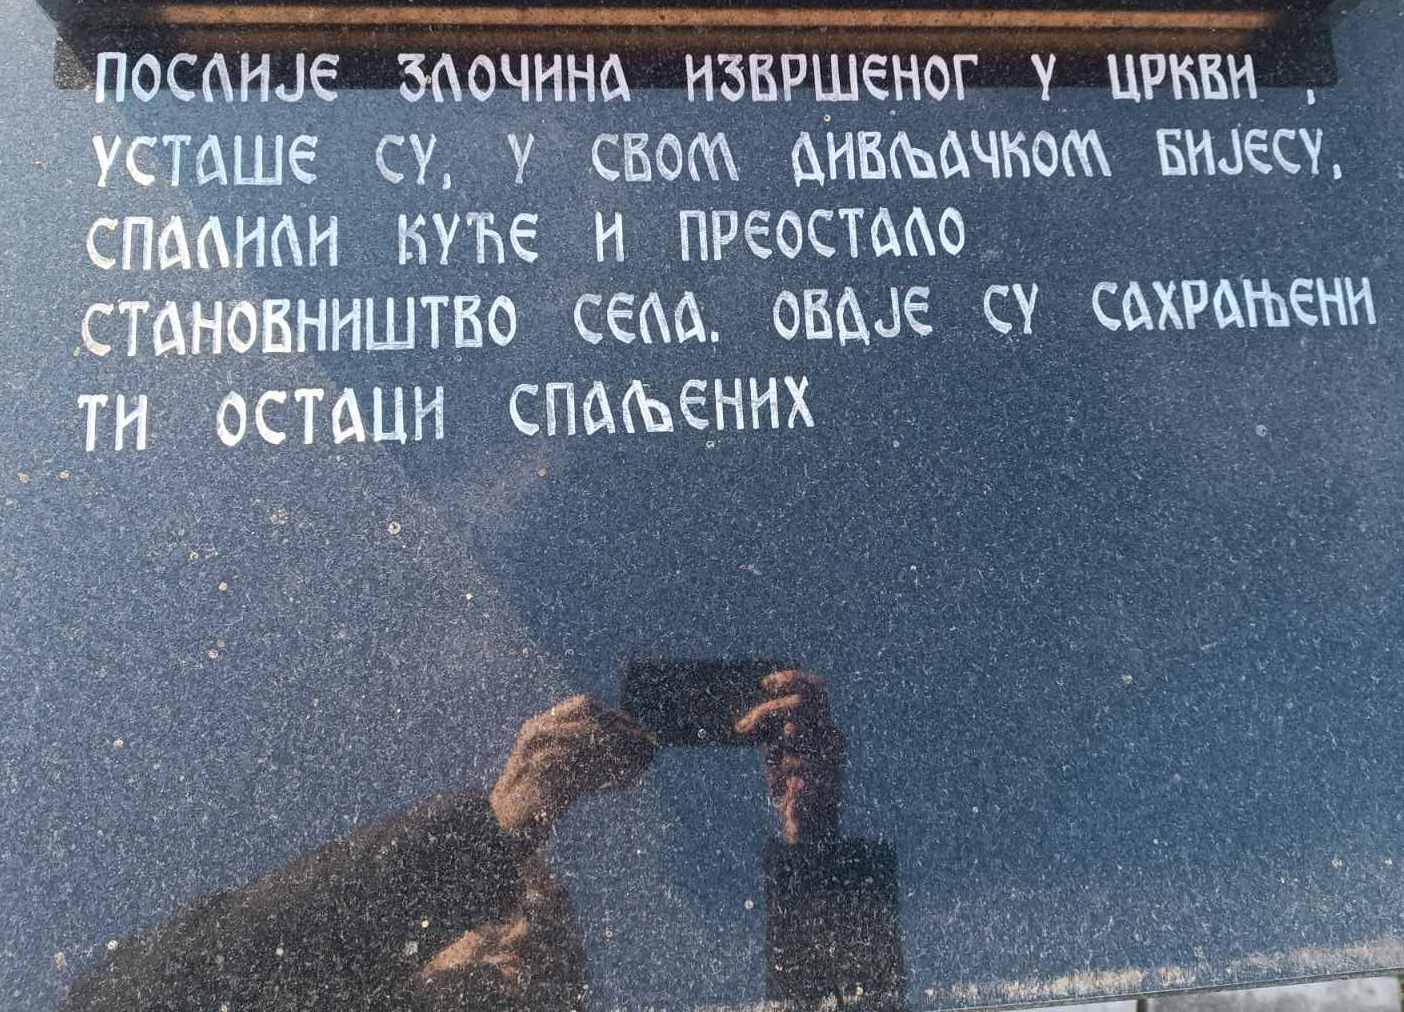 ПОСЛИЈЕ ЗЛОЧИНА ИЗВРШЕНОГ У ЦРКВИ ,
УСТАШЕ СУ, У СВОМ ДИВЉАЧКОМ БИЈЕСУ,
СПАЛИЛИ КУЋЕ И ПРЕОСТАЛО
СТАНОВНИШТВО СЕЛА. ОВДЈЕ СУ САХРАЊЕНИ
ТИ ОСТАЦИ СПАЉЕНИХ